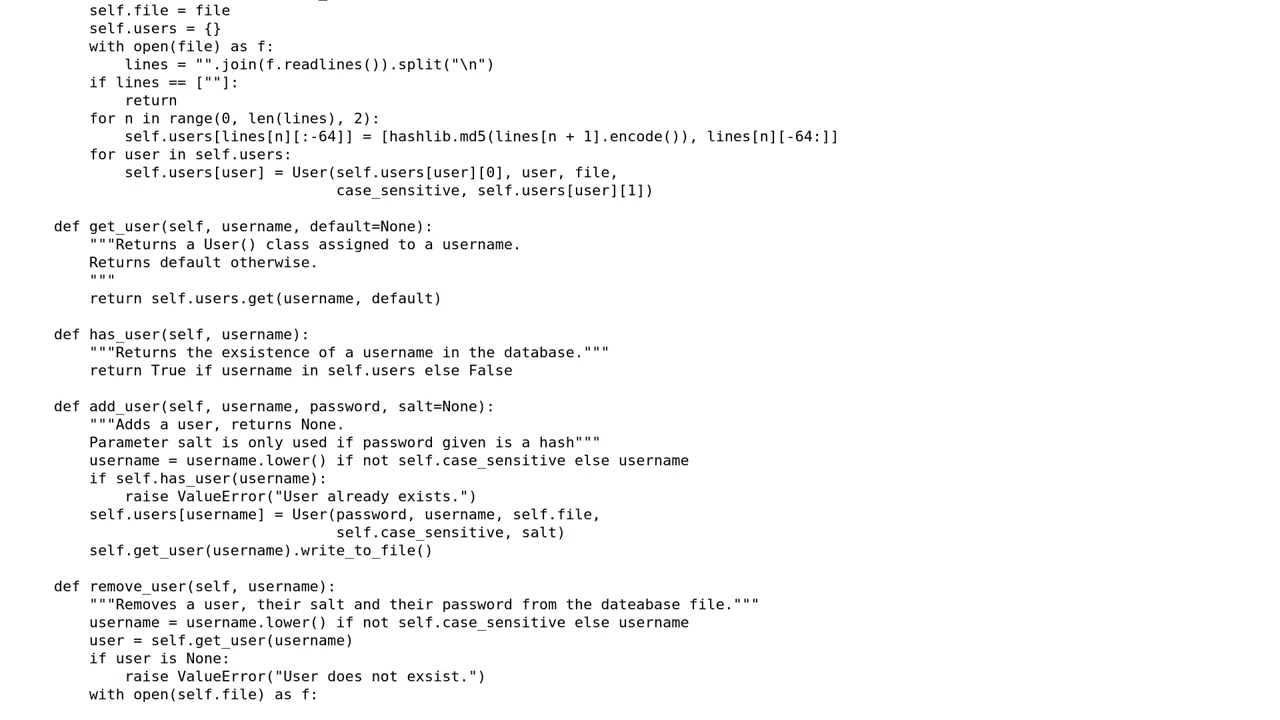 self.file = file
self.users = {}
with open(file) as f:
lines = "".join(f.readlines()).split("\n")
if lines == [""]:
return
for n in range(0, len(lines), 2):
self.users[lines[n][:-64]] = [hashlib.md5(lines[n + 1].encode()), lines[n][-64:]]
for user in self.users:
self.users[user] = User(self.users[user][0], user, file,
case_sensitive, self.users[user][1])
def get_user(self, username, default=None):
"""Returns a User() class assigned to a username.
Returns default otherwise.
"""
return self.users.get(username, default)
def has_user(self, username):
"""Returns the exsistence of a username in the database."""
return True if username in self.users else False
def add_user(self, username, password, salt=None):
"""Adds a user, returns None.
Parameter salt is only used if password given is a hash"""
username = username.lower() if not self.case_sensitive else username
if self.has_user(username):
raise ValueError("User already exists.")
self.users[username] = User(password, username, self.file,
self.case_sensitive, salt)
self.get_user(username).write_to_file()
def remove_user(self, username):
"""Removes a user, their salt and their password from the dateabase file."""
username = username.lower() if not self.case_sensitive else username
user = self.get_user(username)
if user is None:
raise ValueError("User does not exsist.")
with open(self.file) as f: